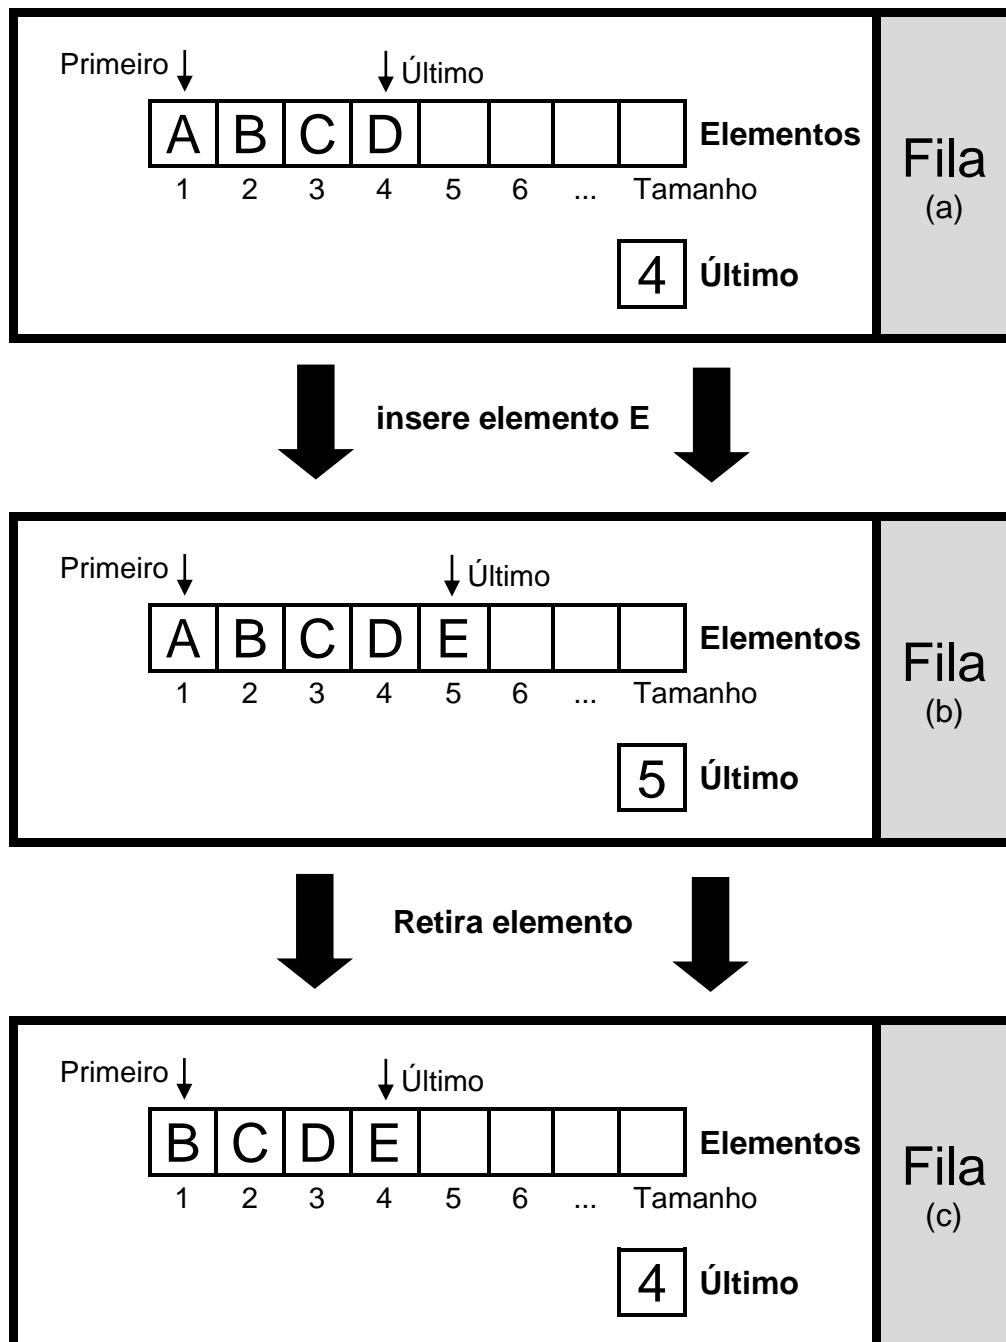 Primeiro Último
A B C D Elementos
1 2 3 4 5 6 ... Tamanho
4 Último
Fila
(a)
insere elemento E
Primeiro Último
A B C D E Elementos
1 2 3 4 5 6 ... Tamanho
5 Último
Fila
(b)
Retira elemento
Primeiro Último
B C D E Elementos
1 2 3 4 5 6 ... Tamanho
4 Último
Fila
(c)